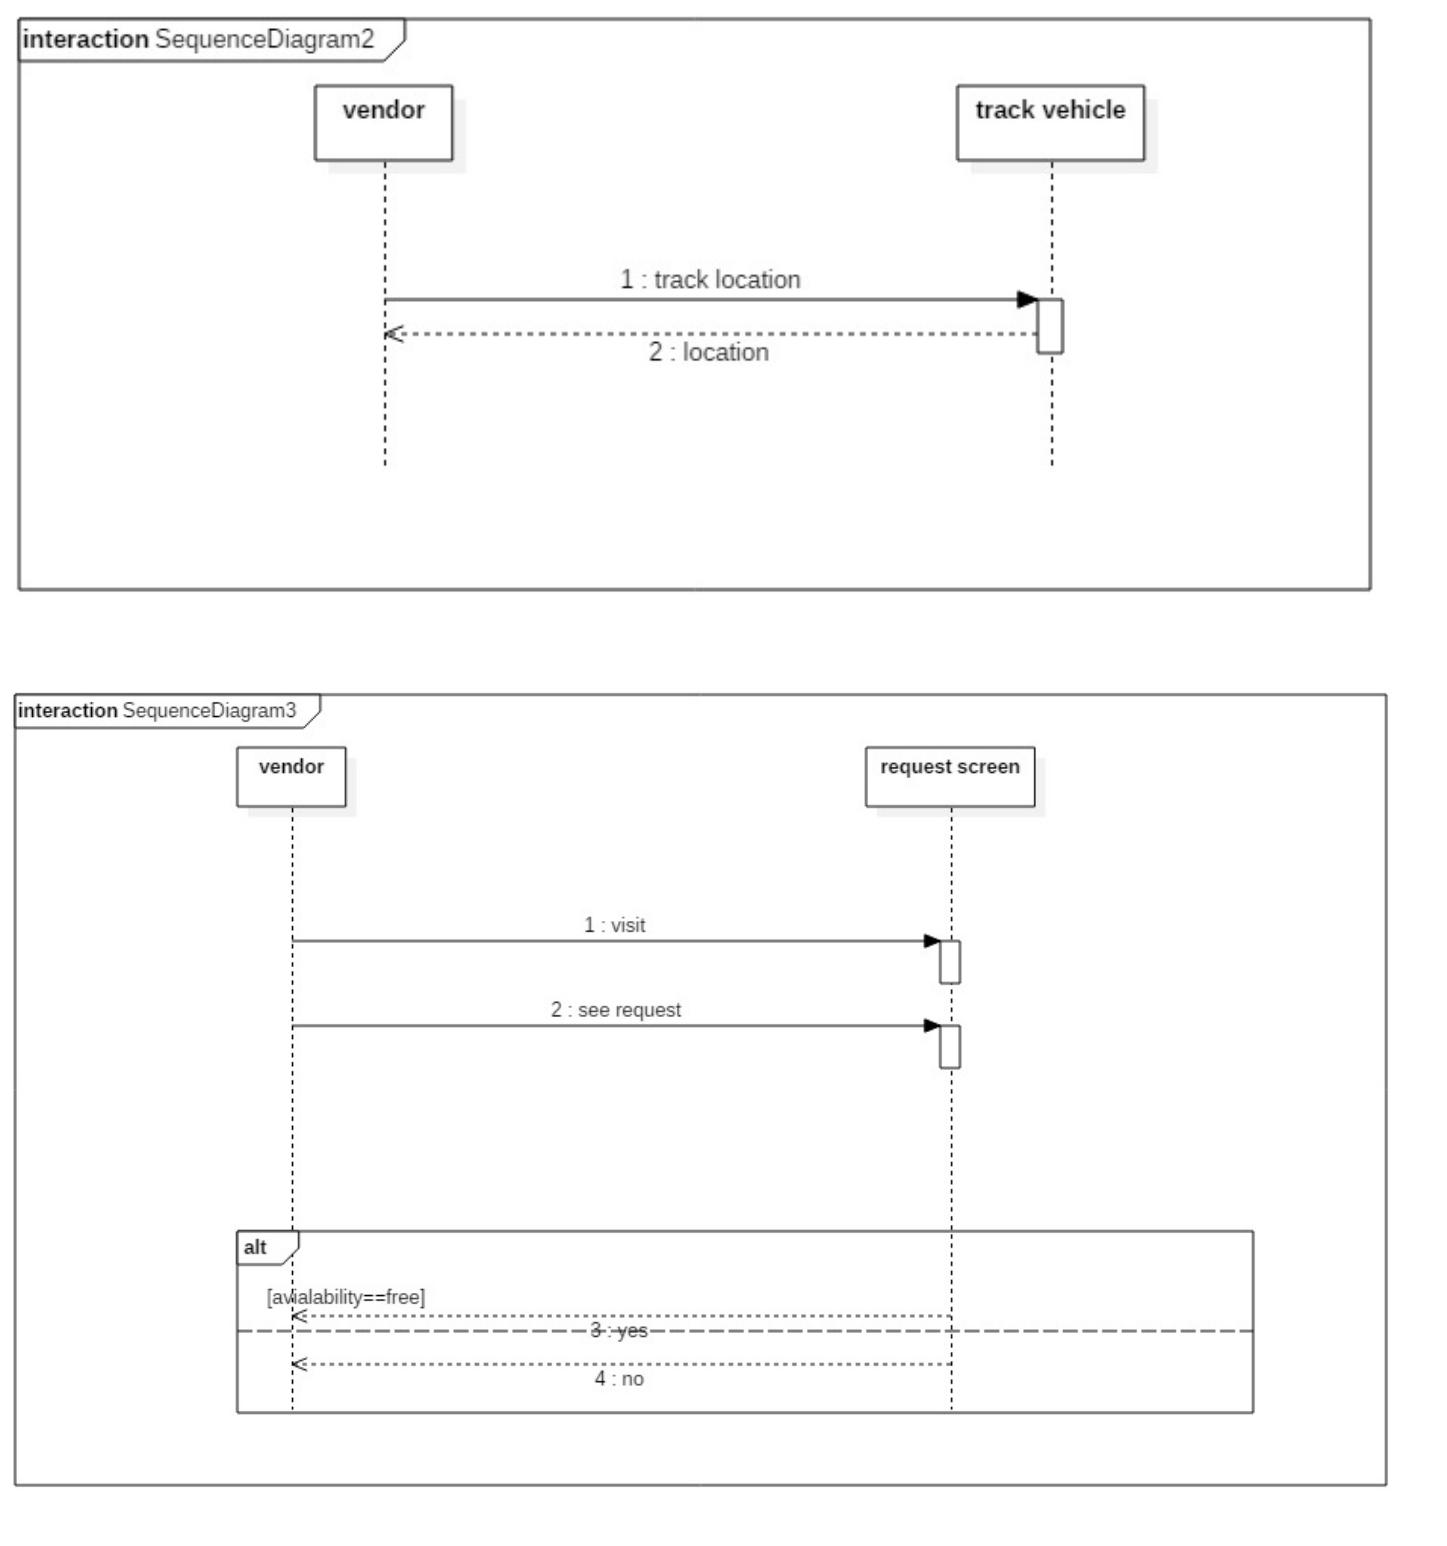 interaction SequenceDiagram2
vendor
track vehicle
1 : track location
2 : location
interaction SequenceDiagram3
vendor
request screen
1 : visit
2 : see request
alt
[avialability==free]
3 : yes
4 : no